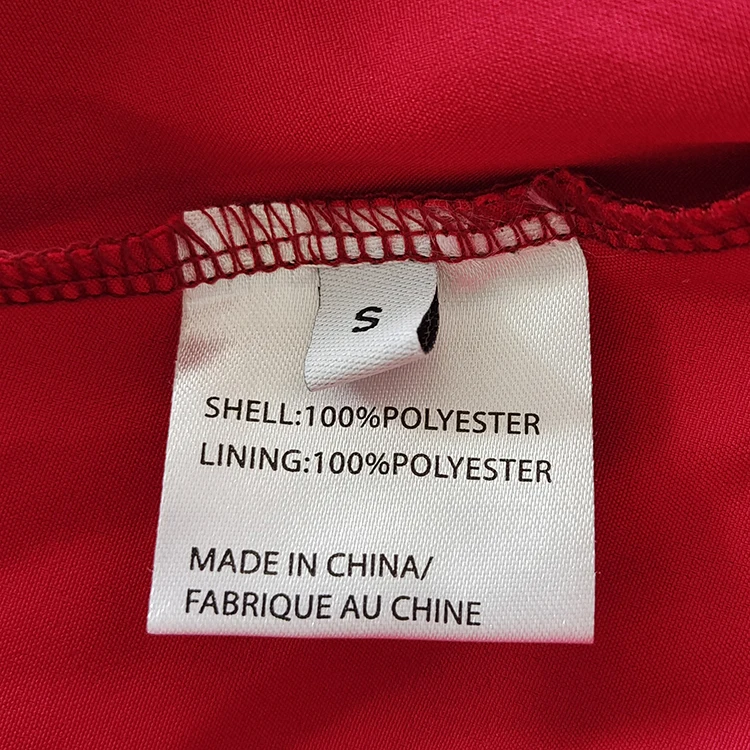 S
SHELL:100%POLYESTER
LINING:100%POLYESTER
MADE IN CHINA/
FABRIQUE AU CHINE